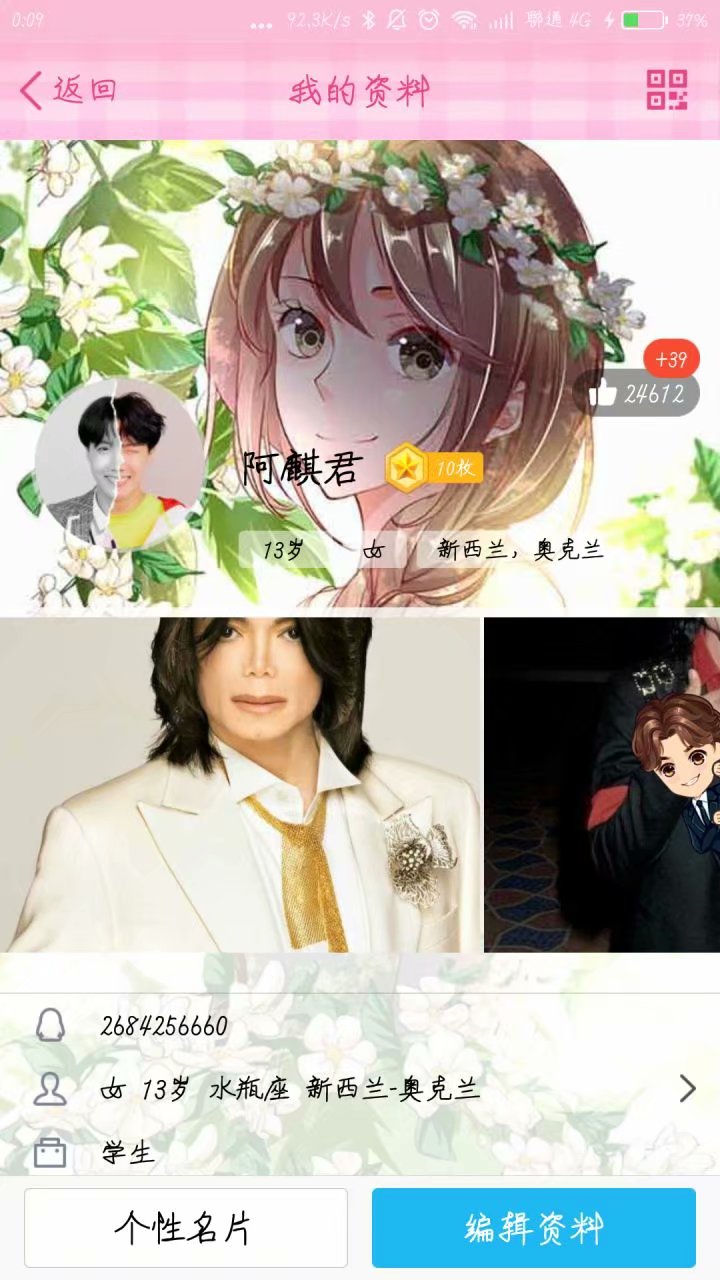 0:09 ... 92.3K/s 聯通 4G 37%
返回 我的资料
+39
24612
阿麒君 10枚
13岁 女 新西兰，奥克兰
2684256660
女 13岁 水瓶座 新西兰-奥克兰
学生
个性名片 编辑资料